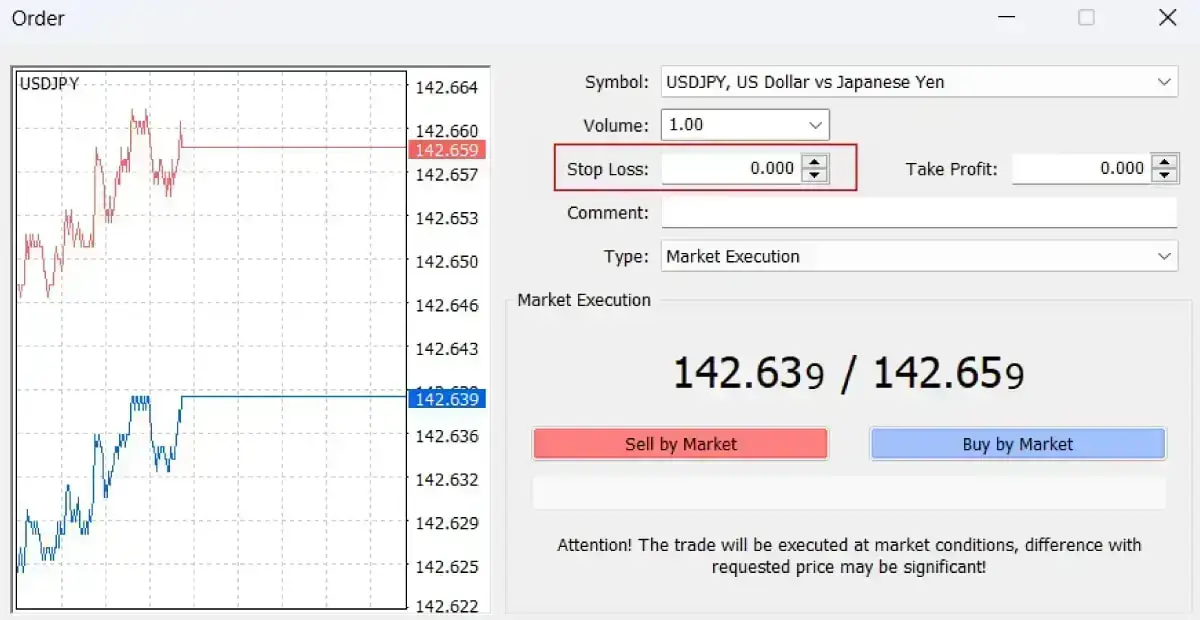 Order
USDJPY
142.664
142.660
142.659
142.657
142.653
142.650
142.646
142.643
142.639
142.636
142.632
142.629
142.625
142.622
Symbol: USDJPY, US Dollar vs Japanese Yen
Volume: 1.00
Stop Loss: 0.000 Take Profit: 0.000
Comment:
Type: Market Execution
Market Execution
142.639 / 142.659
Sell by Market Buy by Market
Attention! The trade will be executed at market conditions, difference with
requested price may be significant!